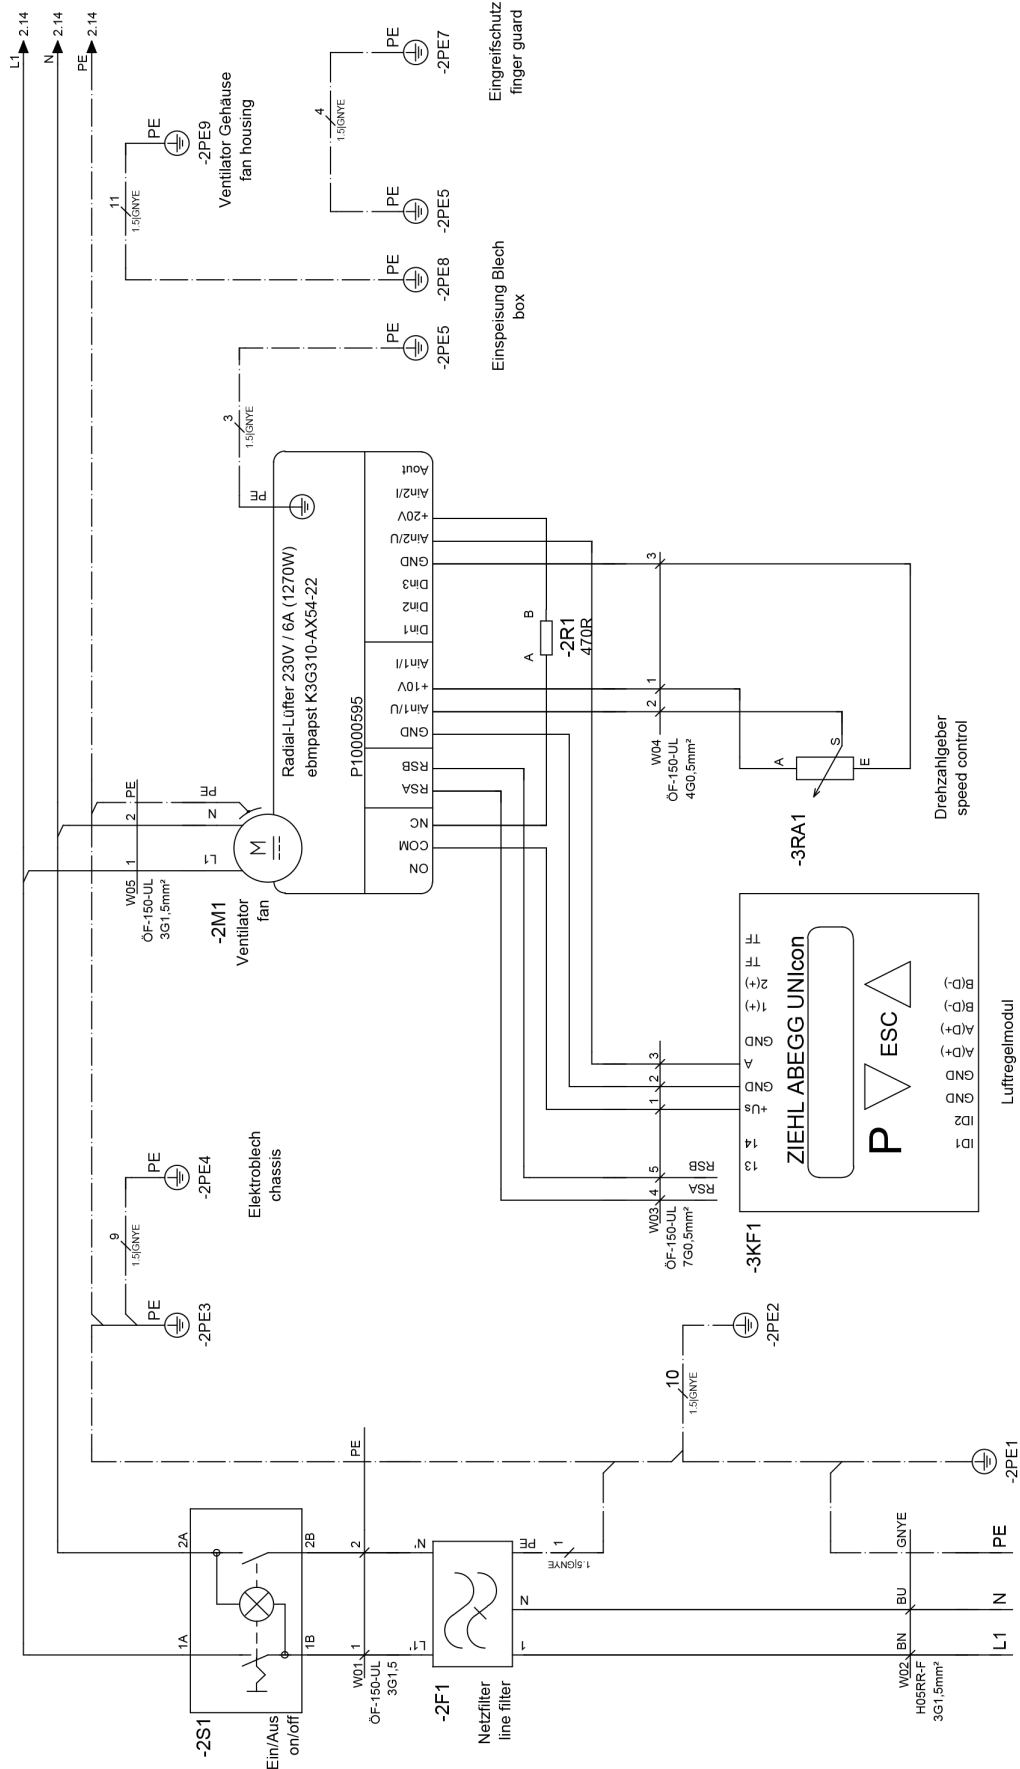 L1
2.14
N
2.14
PE
2.14
-2S1
Ein/Aus
on/off
1A
2A
1B
2B
W01
ÖF-150-UL
3G1,5
1
2
PE
-2F1
Netzfilter
line filter
L1'
N'
1
N
PE
1
1.5|GNYE
W02
H05RR-F
3G1,5mm²
BN
BU
GNYE
L1
N
PE
-2PE1
10
1.5|GNYE
-2PE2
PE
-2PE3
9
1.5|GNYE
PE
-2PE4
Elektroblech
chassis
W05
ÖF-150-UL
3G1,5mm²
1
2
PE
L1
N
PE
-2M1
Ventilator
fan
M
Radial-Lüfter 230V / 6A (1270W)
ebmpapst K3G310-AX54-22
P10000595
PE
ON
COM
NC
RSA
RSB
GND
Ain1/U
+10V
Ain1/I
Din1
Din2
Din3
GND
Ain2/U
+20V
Ain2/I
Aout
3
1.5|GNYE
PE
-2PE5
PE
-2PE8
Einspeisung Blech
box
11
1.5|GNYE
PE
-2PE9
Ventilator Gehäuse
fan housing
PE
-2PE5
4
1.5|GNYE
PE
-2PE7
Eingreifschutz
finger guard
A
B
-2R1
470R
W03
ÖF-150-UL
7G0,5mm²
4
5
1
2
3
RSA
RSB
W04
ÖF-150-UL
4G0,5mm²
2
1
3
-3KF1
13
14
+Us
GND
A
GND
1(+)
2(+)
TF
TF
ZIEHL ABEGG UNIcon
P
ESC
ID1
ID2
GND
GND
A(D+)
A(D+)
B(D-)
B(D-)
Luftregelmodul
-3RA1
A
S
E
Drehzahlgeber
speed control